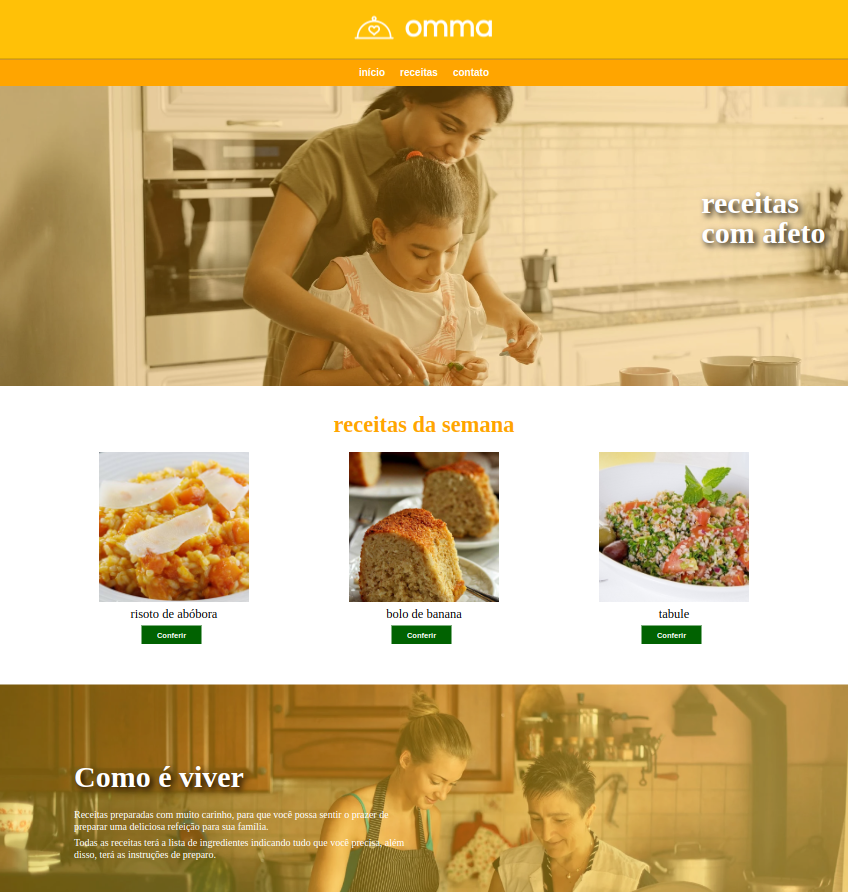 omma
início receitas contato
receitas
com afeto
receitas da semana
risoto de abóbora bolo de banana tabule
Conferir Conferir Conferir
Como é viver
Receitas preparadas com muito carinho, para que você possa sentir o prazer de
preparar uma deliciosa refeição para sua família.
Todas as receitas terá a lista de ingredientes indicando tudo que você precisa, além
disso, terá as instruções de preparo.